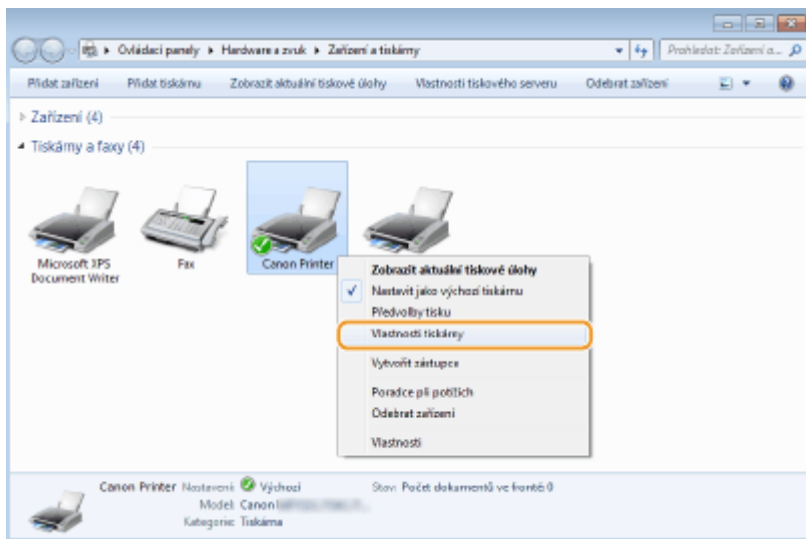 Ovládací panely ▸ Hardware a zvuk ▸ Zařízení a tiskárny
Prohledat: Zařízení a...
Přidat zařízení Přidat tiskárnu Zobrazit aktuální tiskové úlohy Vlastnosti tiskového serveru Odebrat zařízení
Zařízení (4)
Tiskárny a faxy (4)
Microsoft XPS
Document Writer
Fax
Canon Printer
Zobrazit aktuální tiskové úlohy
Nastavit jako výchozí tiskárnu
Předvolby tisku
Vlastnosti tiskárny
Vytvořit zástupce
Poradce při potížích
Odebrat zařízení
Vlastnosti
Canon Printer Nastavení: Výchozí Stav: Počet dokumentů ve frontě: 0
Model: Canon
Kategorie: Tiskárna